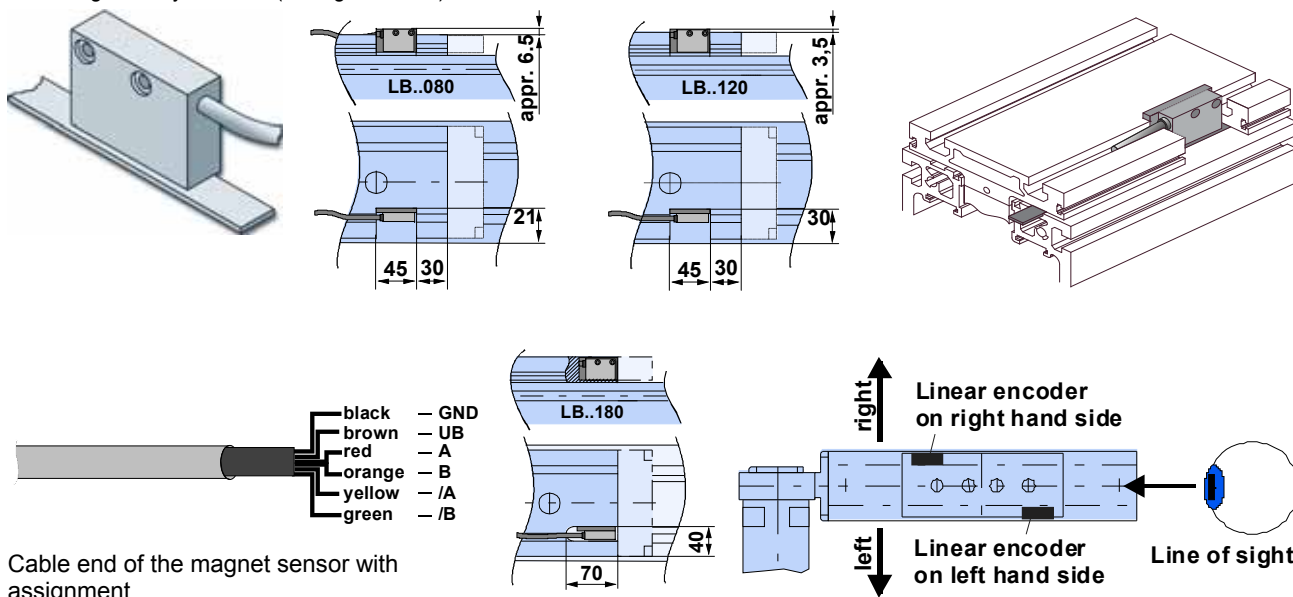 appr. 6.5
LB..080
21
45
30
appr. 3,5
LB..120
30
45
30
black – GND
brown – UB
red – A
orange – B
yellow – /A
green – /B
Cable end of the magnet sensor with
assignment
LB..180
40
70
right
left
Linear encoder
on right hand side
Linear encoder
on left hand side
Line of sight